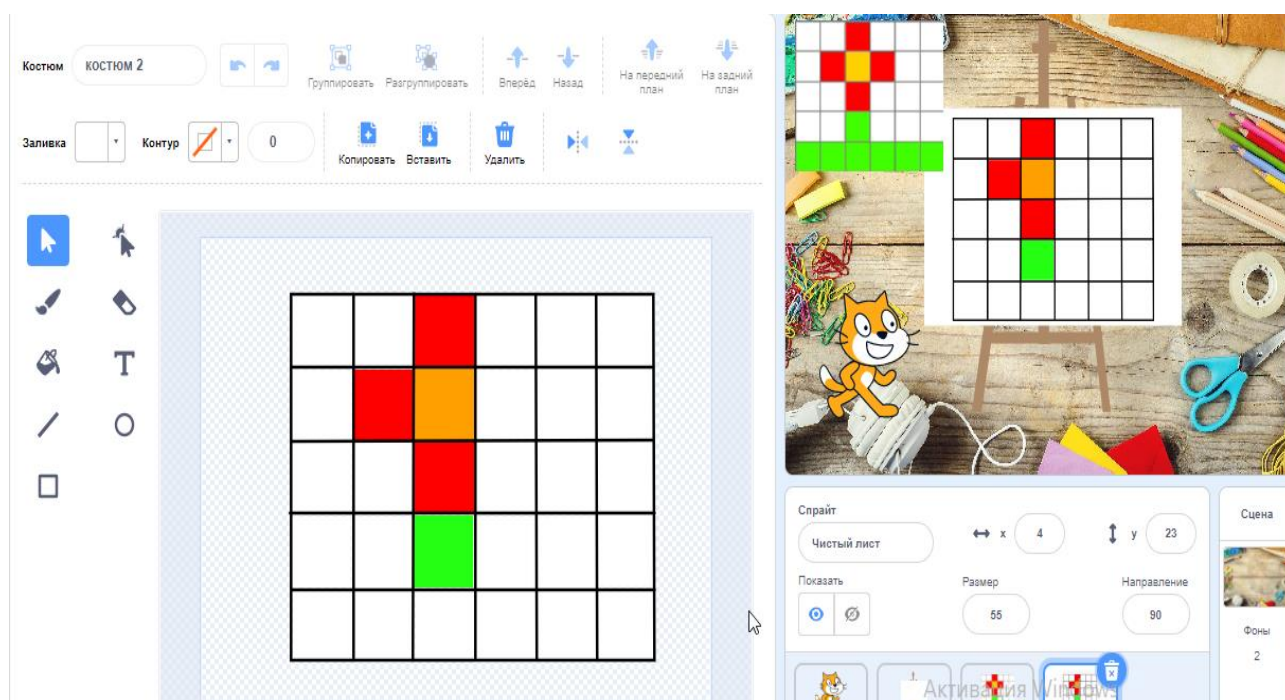 Костюм
костюм 2
Группировать
Разгруппировать
Вперёд
Назад
На передний
план
На задний
план
Заливка
Контур
0
Копировать
Вставить
Удалить
T
Спрайт
Чистый лист
x
4
y
23
Показать
Размер
Направление
55
90
Сцена
Фоны
2
Активация Windows